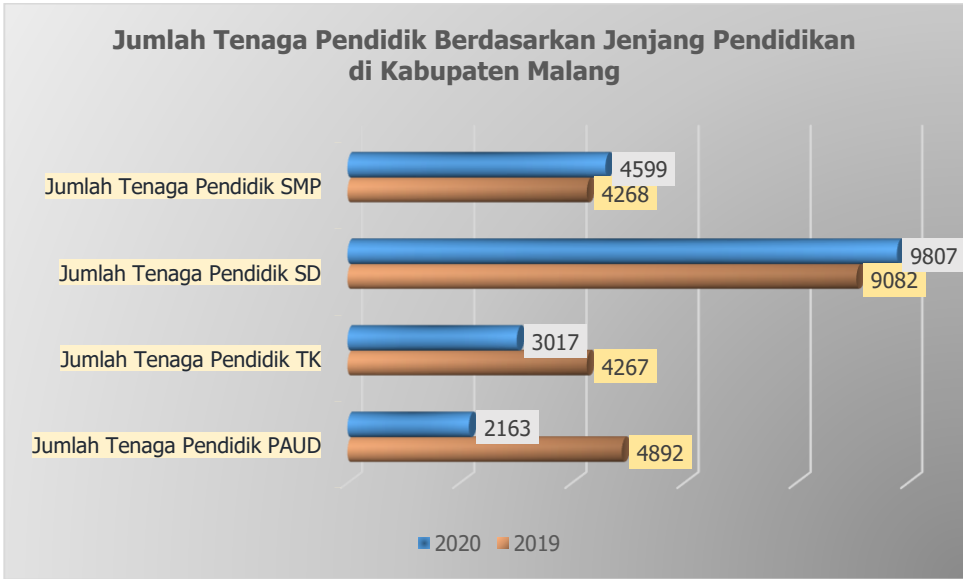 Jumlah Tenaga Pendidik Berdasarkan Jenjang Pendidikan
di Kabupaten Malang
Jumlah Tenaga Pendidik SMP
4599
4268
Jumlah Tenaga Pendidik SD
9807
9082
Jumlah Tenaga Pendidik TK
3017
4267
Jumlah Tenaga Pendidik PAUD
2163
4892
2020 2019